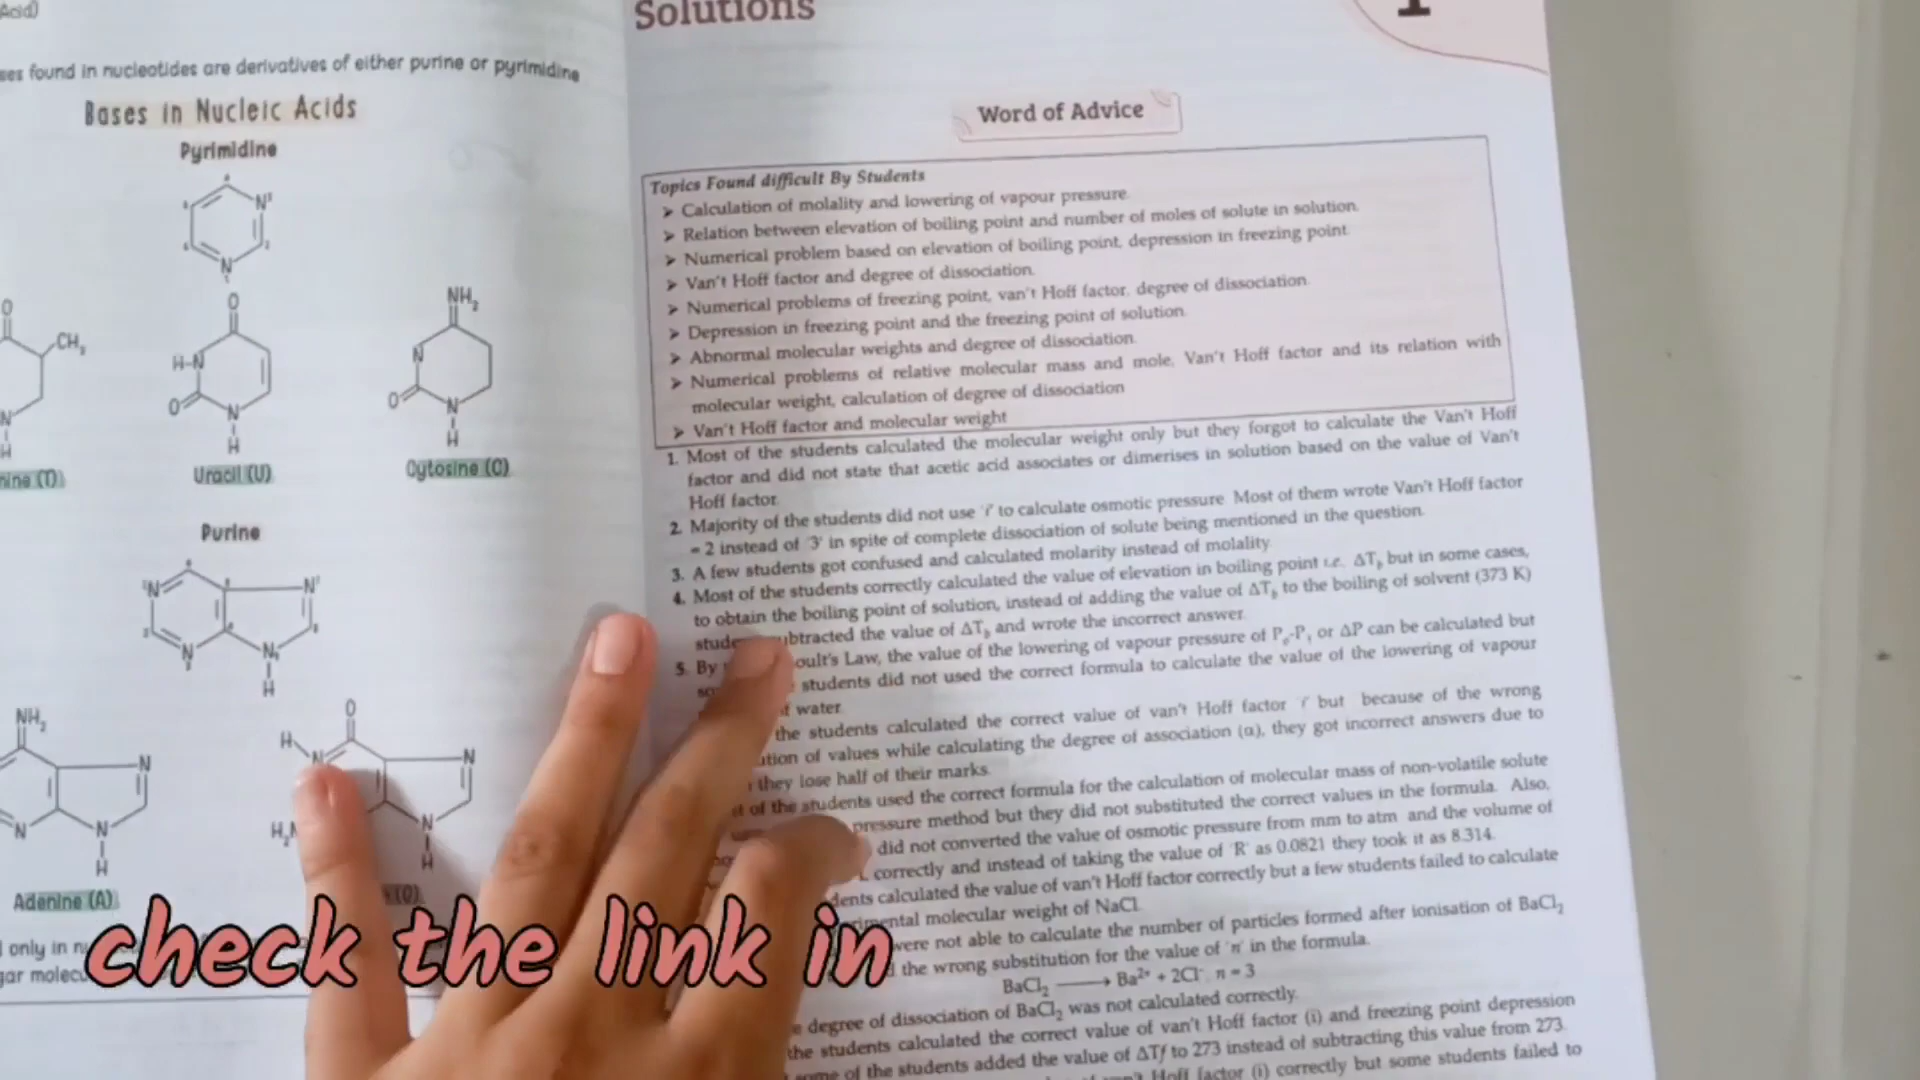 Acid)
ses found in nucleotides are derivatives of either purine or pyrimidine
Bases in Nucleic Acids
Pyrimidine
N
N
O
CH3
N
H
O
H-N
O
N
H
NH2
N
O
N
H
mine (T)
Uracil (U)
Cytosine (C)
Purine
N
N
N
N
H
NH2
N
N
N
H
O
H
N
H
N
N
H
Adenine (A)
only in
gar molecu
Solutions
1
Word of Advice
Topics Found difficult By Students
➤ Calculation of molality and lowering of vapour pressure.
➤ Relation between elevation of boiling point and number of moles of solute in solution.
➤ Numerical problem based on elevation of boiling point, depression in freezing point.
➤ Van't Hoff factor and degree of dissociation.
➤ Numerical problems of freezing point, van't Hoff factor, degree of dissociation.
➤ Depression in freezing point and the freezing point of solution.
➤ Abnormal molecular weights and degree of dissociation.
➤ Numerical problems of relative molecular mass and mole, Van't Hoff factor and its relation with
molecular weight, calculation of degree of dissociation
➤ Van't Hoff factor and molecular weight
1. Most of the students calculated the molecular weight only but they forgot to calculate the Van't Hoff
factor and did not state that acetic acid associates or dimerises in solution based on the value of Van't
Hoff factor.
2. Majority of the students did not use 'i' to calculate osmotic pressure. Most of them wrote Van't Hoff factor
= 2 instead of '3' in spite of complete dissociation of solute being mentioned in the question.
3. A few students got confused and calculated molarity instead of molality.
4. Most of the students correctly calculated the value of elevation in boiling point i.e. ΔTb but in some cases,
to obtain the boiling point of solution, instead of adding the value of ΔTb to the boiling of solvent (373 K)
stude ubtracted the value of ΔTb and wrote the incorrect answer.
5. By oult's Law, the value of the lowering of vapour pressure of P0-P, or ΔP can be calculated but
so students did not used the correct formula to calculate the value of the lowering of vapour
water.
the students calculated the correct value of van't Hoff factor 'i' but because of the wrong
ution of values while calculating the degree of association (α), they got incorrect answers due to
they lose half of their marks.
t of the students used the correct formula for the calculation of molecular mass of non-volatile solute
pressure method but they did not substituted the correct values in the formula. Also,
did not converted the value of osmotic pressure from mm to atm and the volume of
correctly and instead of taking the value of 'R' as 0.0821 they took it as 8.314.
dents calculated the value of van't Hoff factor correctly but a few students failed to calculate
rimental molecular weight of NaCl.
were not able to calculate the number of particles formed after ionisation of BaCl2
the wrong substitution for the value of 'n' in the formula.
BaCl2 ⟶ Ba2+ + 2Cl-, n = 3
e degree of dissociation of BaCl2 was not calculated correctly.
the students calculated the correct value of van't Hoff factor (i) and freezing point depression
some of the students added the value of ΔTf to 273 instead of subtracting this value from 273.
van't Hoff factor (i) correctly but some students failed to
check the link in